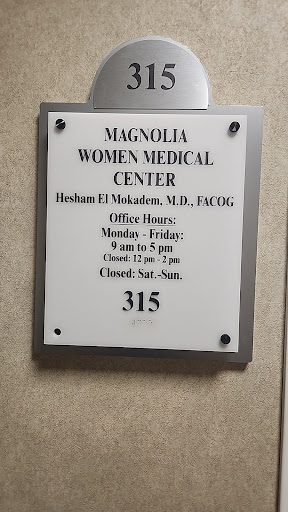 315
MAGNOLIA
WOMEN MEDICAL
CENTER
Hesham El Mokadem, M.D., FACOG
Office Hours:
Monday - Friday:
9 am to 5 pm
Closed: 12 pm - 2 pm
Closed: Sat.-Sun.
315